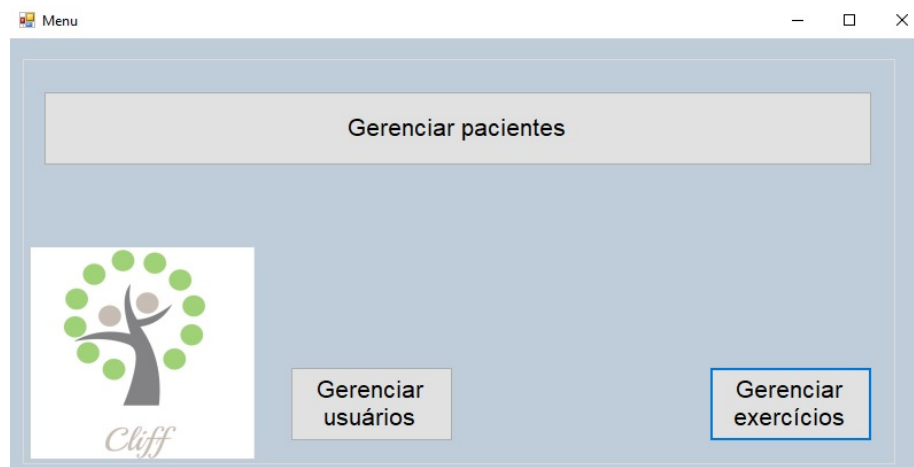 Menu
Gerenciar pacientes
Gerenciar
usuários
Gerenciar
exercícios
Cliff